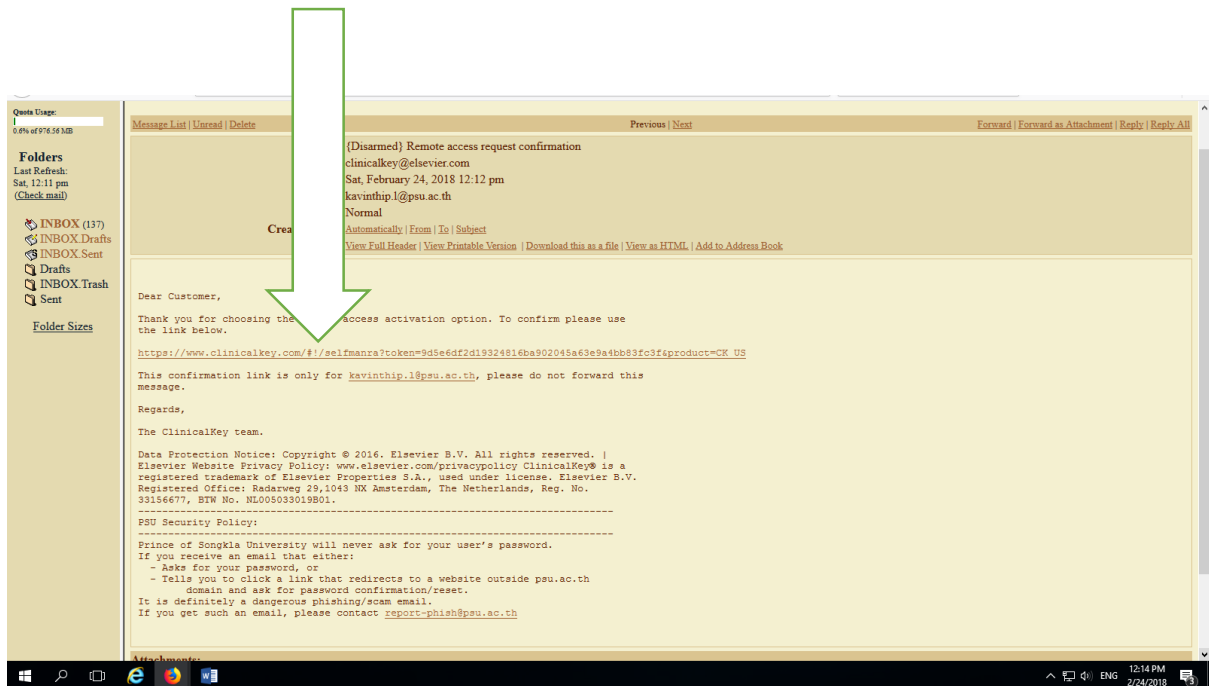 Quota Usage:
0.6% of 976.56 MB
Folders
Last Refresh:
Sat, 12:11 pm
(Check mail)
INBOX (137)
INBOX.Drafts
INBOX.Sent
Drafts
INBOX.Trash
Sent
Folder Sizes
Message List | Unread | Delete
Previous | Next
Forward | Forward as Attachment | Reply | Reply All
{Disarmed} Remote access request confirmation
clinicalkey@elsevier.com
Sat, February 24, 2018 12:12 pm
kavinthip.l@psu.ac.th
Normal
Automatically | From | To | Subject
View Full Header | View Printable Version | Download this as a file | View as HTML | Add to Address Book
Dear Customer,
Thank you for choosing the access activation option. To confirm please use
the link below.
https://www.clinicalkey.com/#!/selfmanra?token=9d5e6df2d19324816ba902045a63e9a4bb83fc3f&product=CK_US
This confirmation link is only for kavinthip.l@psu.ac.th, please do not forward this
message.
Regards,
The ClinicalKey team.
Data Protection Notice: Copyright © 2016. Elsevier B.V. All rights reserved. |
Elsevier Website Privacy Policy: www.elsevier.com/privacypolicy ClinicalKey® is a
registered trademark of Elsevier Properties S.A., used under license. Elsevier B.V.
Registered Office: Radarweg 29,1043 NX Amsterdam, The Netherlands, Reg. No.
33156677, BTW No. NL005033019B01.
-------------------------------------------------------------------------
PSU Security Policy:
-------------------------------------------------------------------------
Prince of Songkla University will never ask for your user's password.
If you receive an email that either:
- Asks for your password, or
- Tells you to click a link that redirects to a website outside psu.ac.th
domain and ask for password confirmation/reset.
It is definitely a dangerous phishing/scam email.
If you get such an email, please contact report-phish@psu.ac.th
Attachments:
ENG
12:14 PM
2/24/2018
3